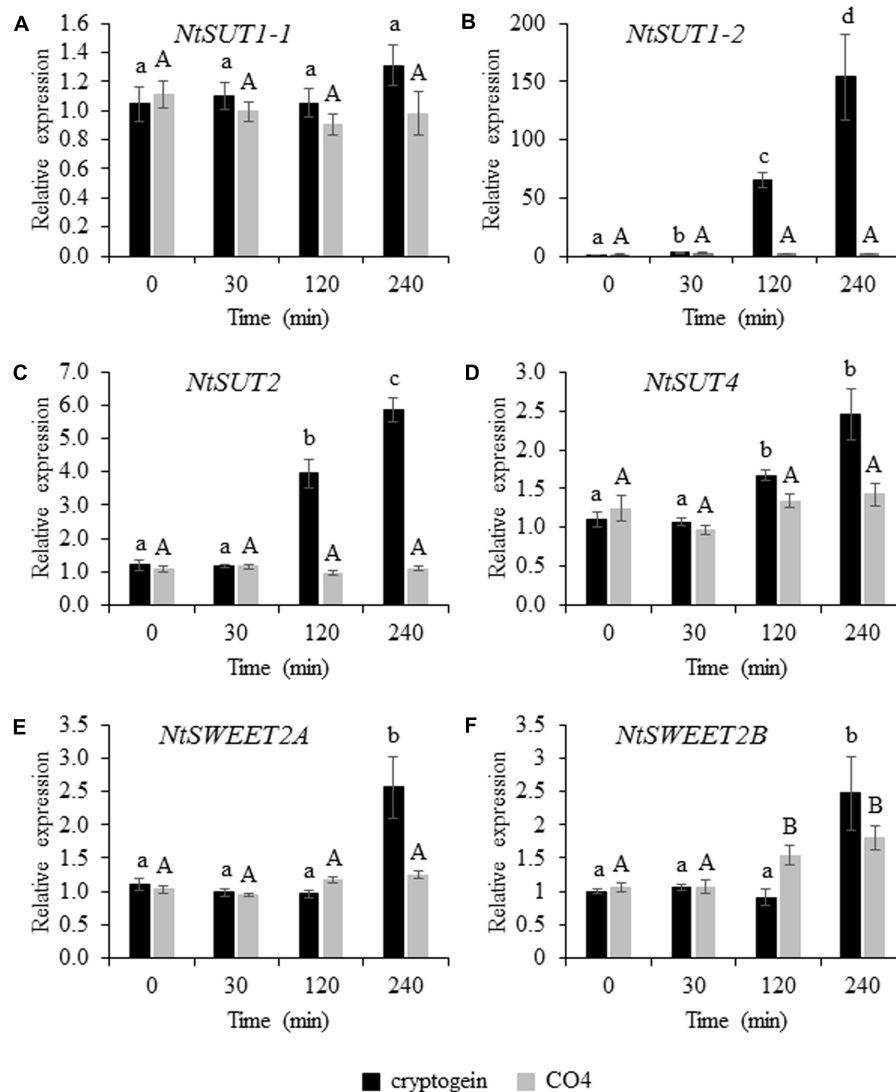 A
NtSUT1-1
Relative expression
1.6
1.4
1.2
1.0
0.8
0.6
0.4
0.2
0.0
a A a A a A a A
0 30 120 240
Time (min)
B
NtSUT1-2
Relative expression
200
150
100
50
0
a A b A c A d A
0 30 120 240
Time (min)
C
NtSUT2
Relative expression
7.0
6.0
5.0
4.0
3.0
2.0
1.0
0.0
a A a A b A c A
0 30 120 240
Time (min)
D
NtSUT4
Relative expression
3.0
2.5
2.0
1.5
1.0
0.5
0.0
a A a A b A b A
0 30 120 240
Time (min)
E
NtSWEET2A
Relative expression
3.5
3.0
2.5
2.0
1.5
1.0
0.5
0.0
a A a A a A b A
0 30 120 240
Time (min)
F
NtSWEET2B
Relative expression
3.5
3
2.5
2
1.5
1
0.5
0
a A a A a B b B
0 30 120 240
Time (min)
cryptogein CO4